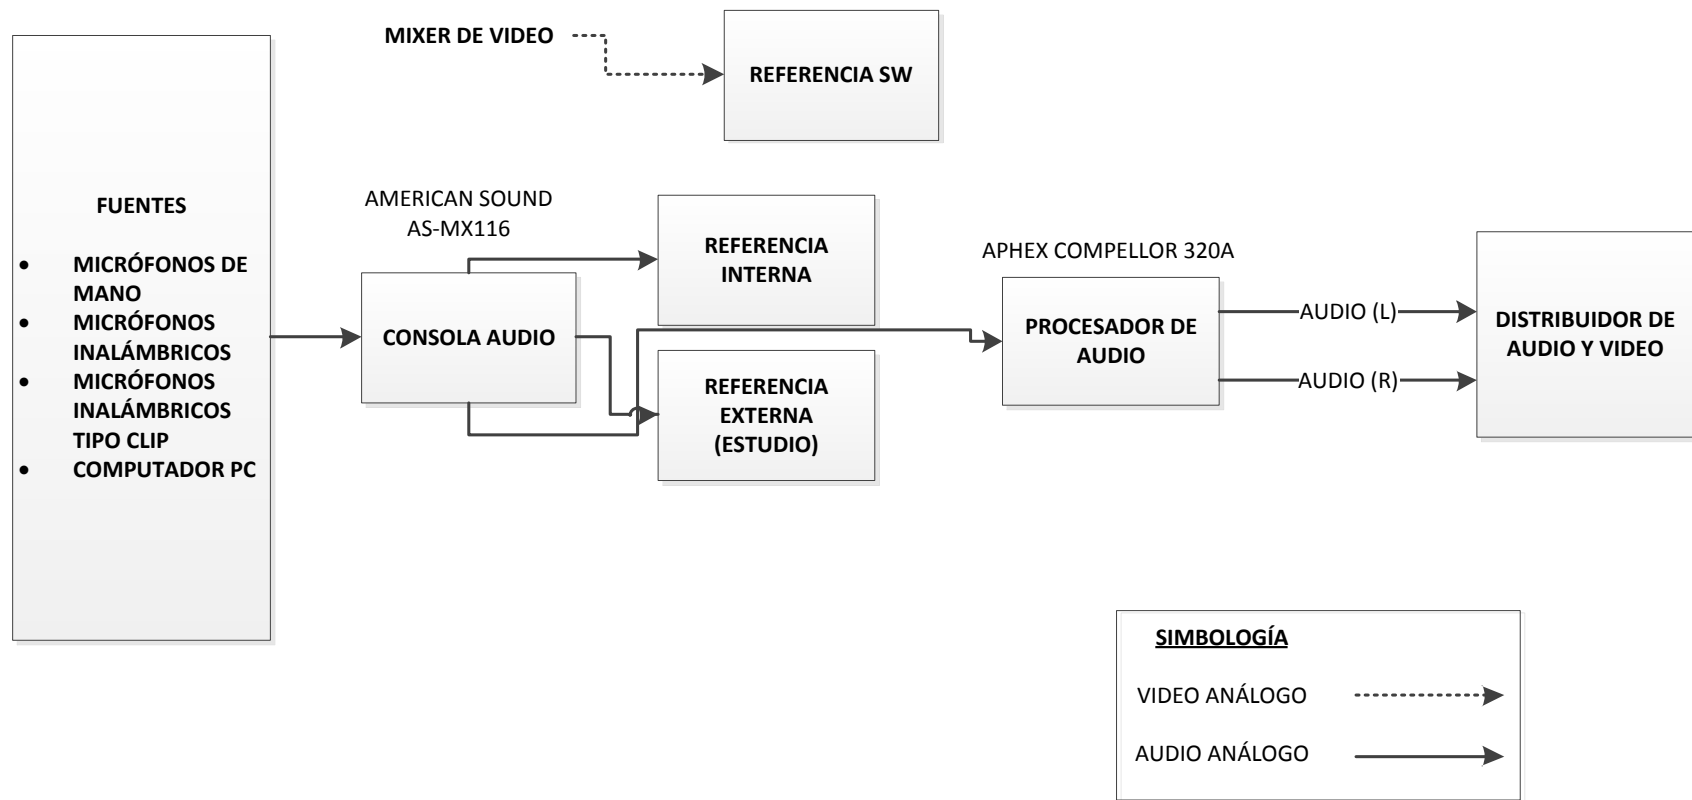 MIXER DE VIDEO
REFERENCIA SW
FUENTES
• MICRÓFONOS DE
MANO
• MICRÓFONOS
INALÁMBRICOS
• MICRÓFONOS
INALÁMBRICOS
TIPO CLIP
• COMPUTADOR PC
AMERICAN SOUND
AS-MX116
CONSOLA AUDIO
REFERENCIA
INTERNA
REFERENCIA
EXTERNA
(ESTUDIO)
APHEX COMPELLOR 320A
PROCESADOR DE
AUDIO
AUDIO (L)
AUDIO (R)
DISTRIBUIDOR DE
AUDIO Y VIDEO
SIMBOLOGÍA
VIDEO ANÁLOGO
AUDIO ANÁLOGO